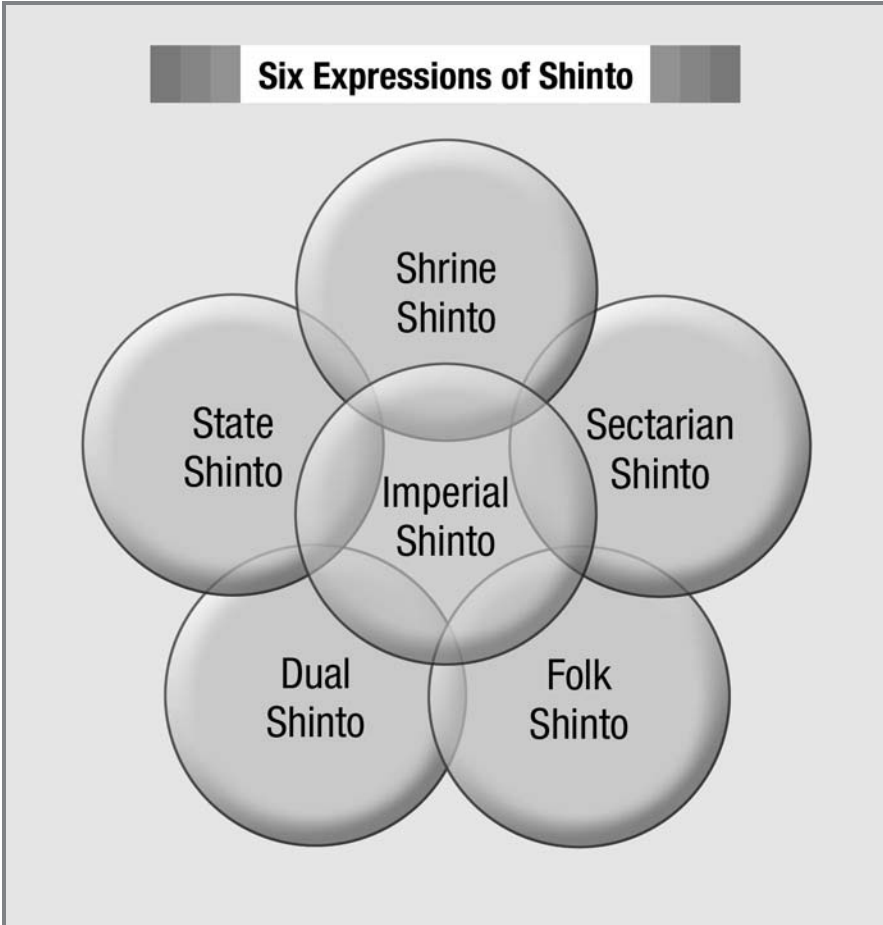 Six Expressions of Shinto
Shrine
Shinto
State
Shinto
Sectarian
Shinto
Imperial
Shinto
Dual
Shinto
Folk
Shinto